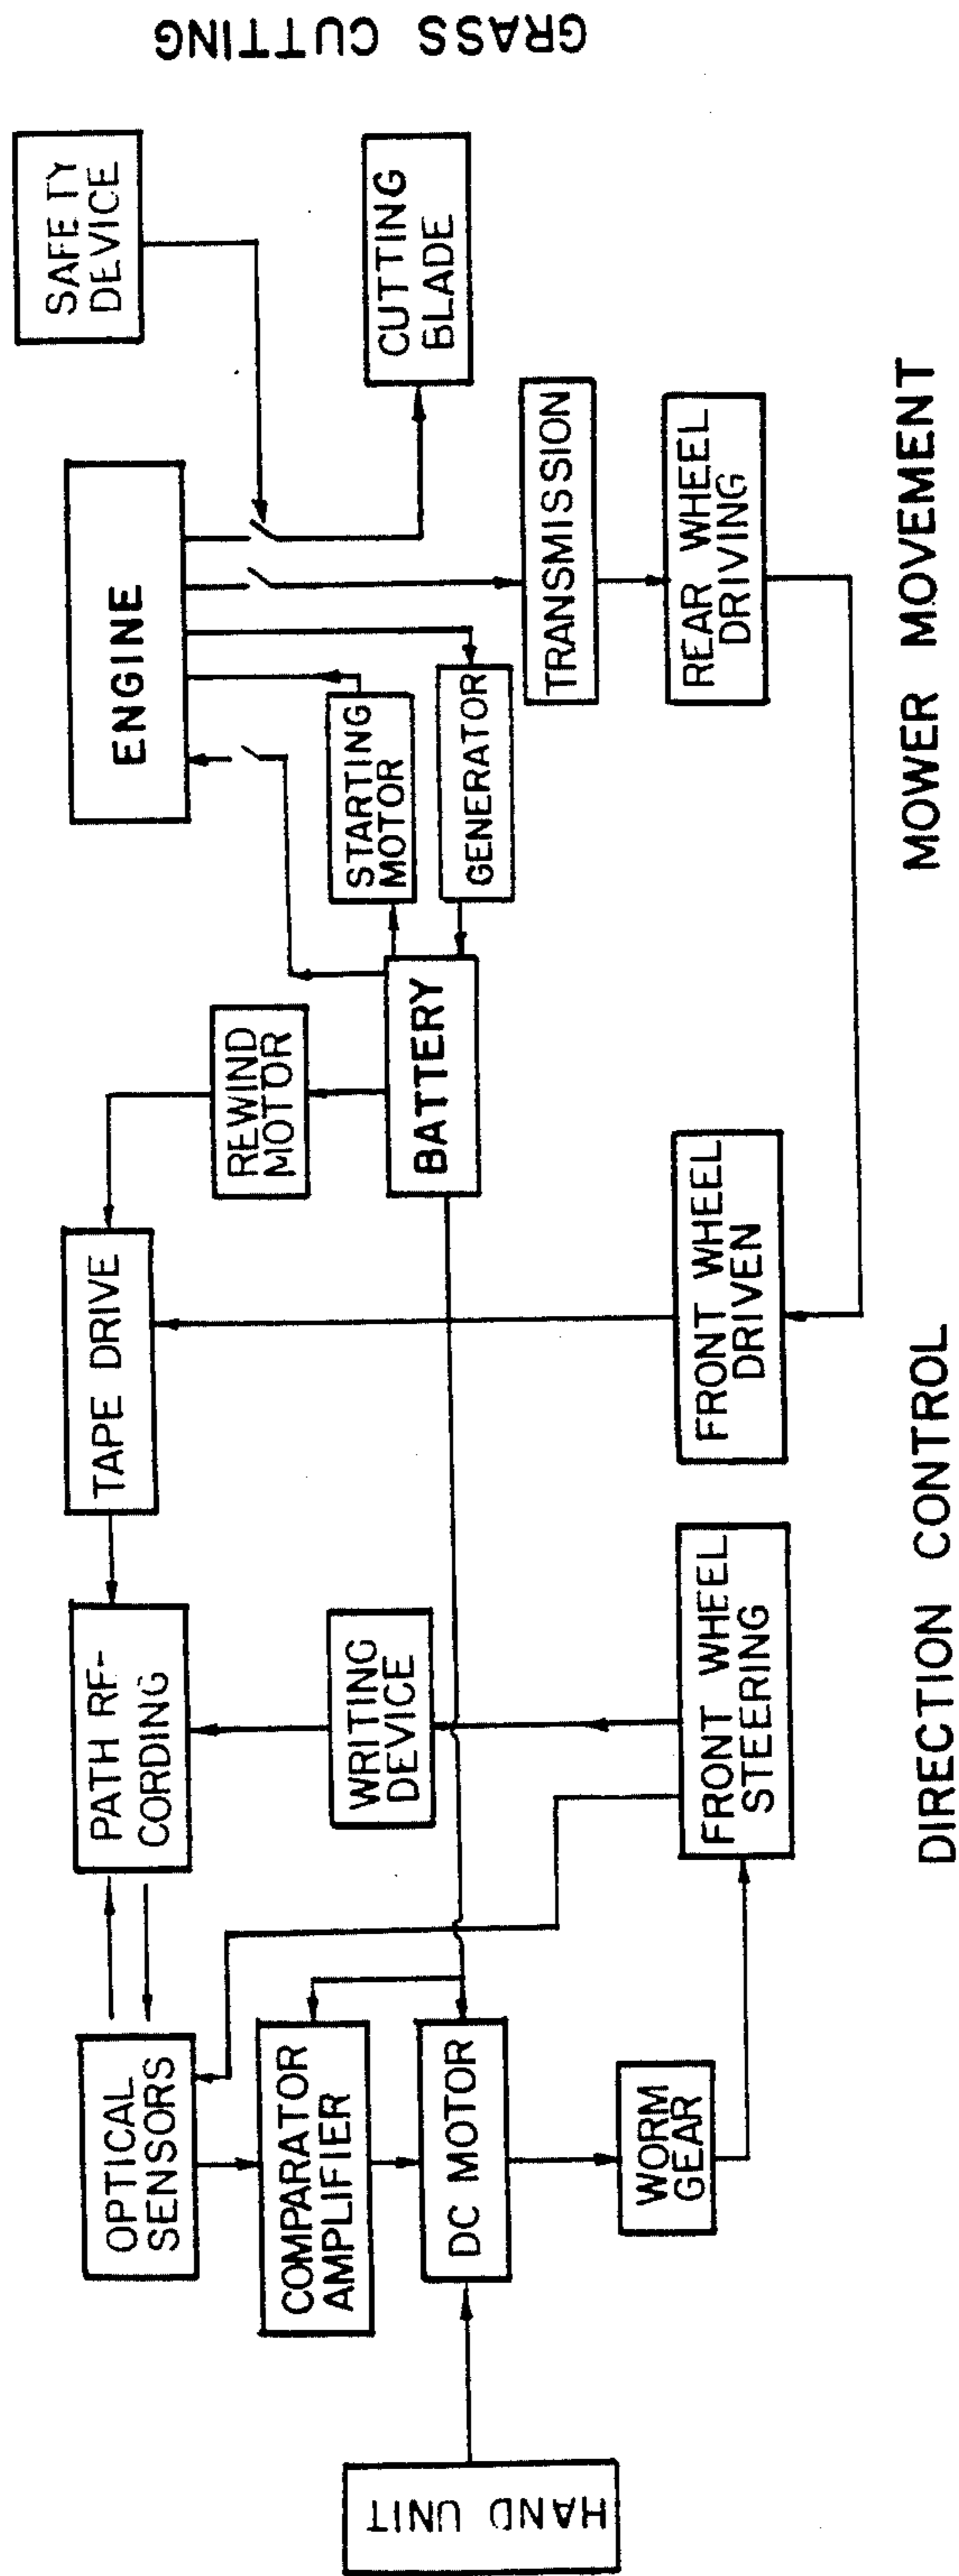 GRASS CUTTING
SAFETY
DEVICE
ENGINE
CUTTING
BLADE
STARTING
MOTOR
GENERATOR
TRANSMISSION
REAR WHEEL
DRIVING
REWIND
MOTOR
BATTERY
TAPE DRIVE
FRONT WHEEL
DRIVEN
PATH RE-
CORDING
WRITING
DEVICE
FRONT WHEEL
STEERING
OPTICAL
SENSORS
COMPARATOR
AMPLIFIER
DC MOTOR
WORM
GEAR
HAND UNIT
DIRECTION CONTROL
MOWER MOVEMENT